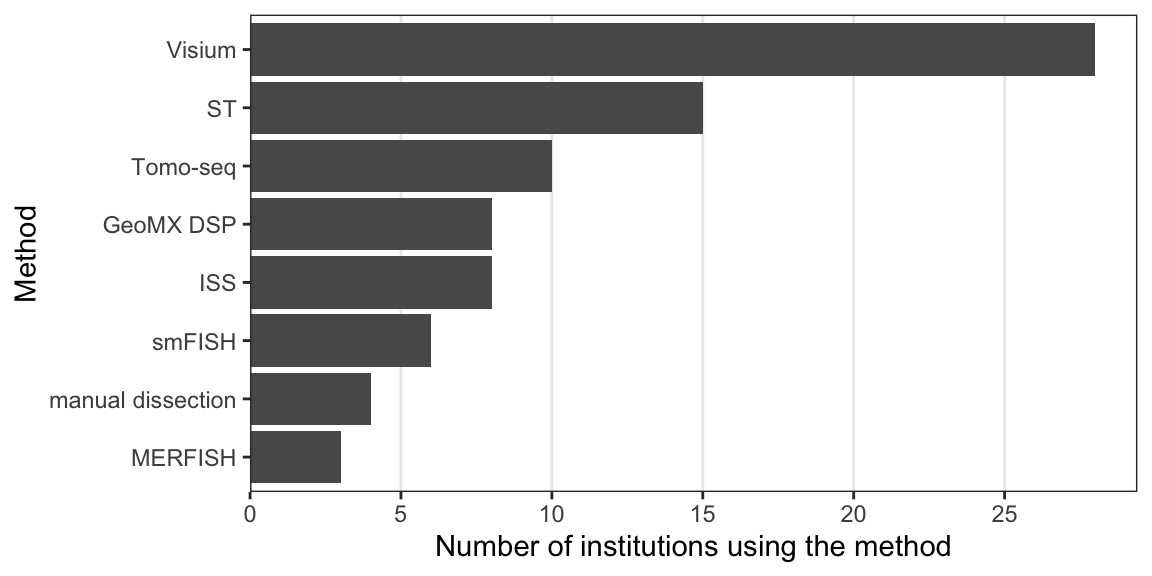 Method
Visium
ST
Tomo-seq
GeoMX DSP
ISS
smFISH
manual dissection
MERFISH
0 5 10 15 20 25
Number of institutions using the method